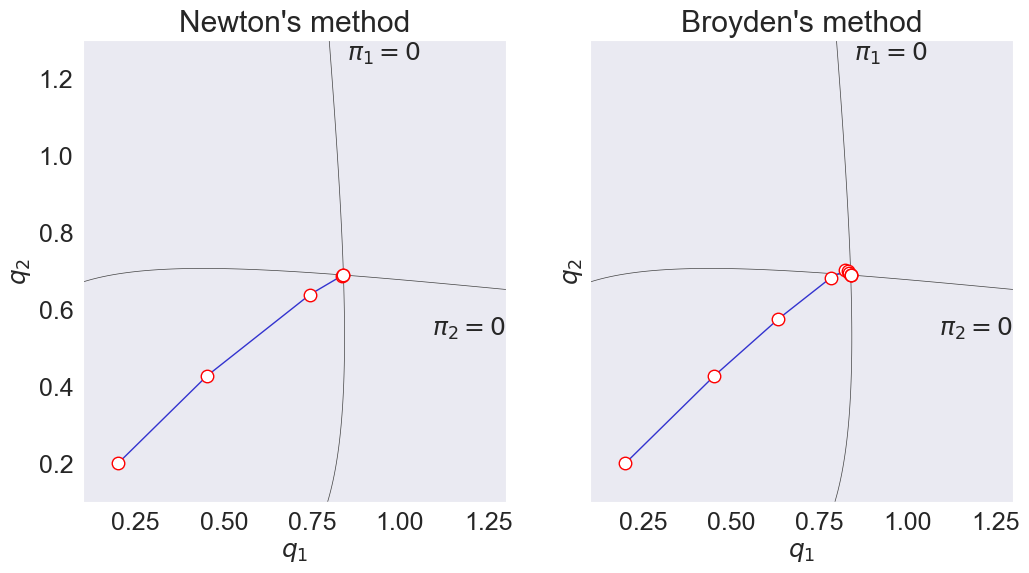 Newton's method
Broyden's method
π₁ = 0
π₁ = 0
1.2
1.0
0.8
0.6
0.4
0.2
q₂
q₂
π₂ = 0
π₂ = 0
0.25 0.50 0.75 1.00 1.25
0.25 0.50 0.75 1.00 1.25
q₁
q₁